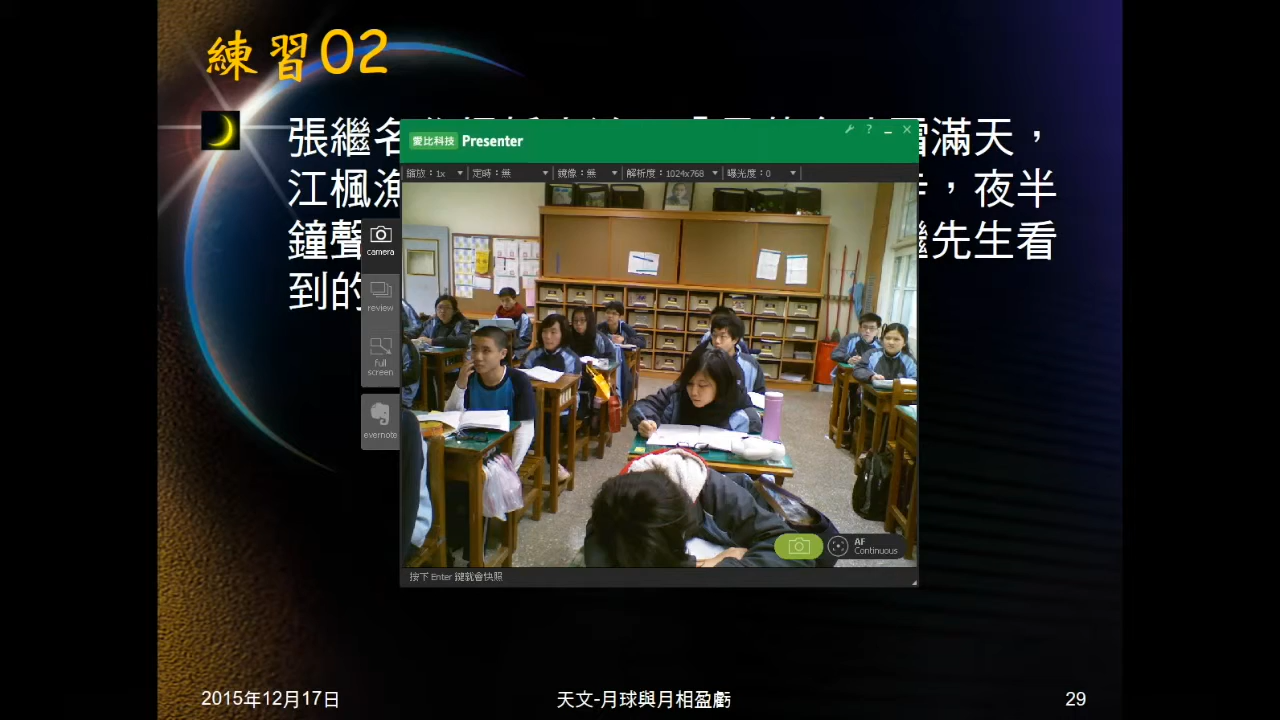 練習02
張繼名
滿天，
江楓漁
，夜半
鐘聲
先生看
到的
愛比科技 Presenter
縮放：1x 定時：無 鏡像：無 解析度：1024x768 曝光度：0
camera
review
full
screen
evernote
AF
Continuous
按下 Enter 鍵就會快照
2015年12月17日 天文-月球與月相盈虧 29